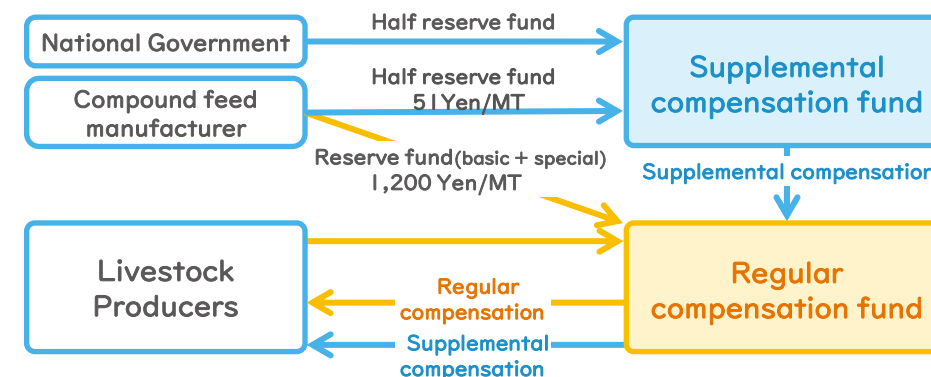 Half reserve fund
National Government
Half reserve fund
51Yen/MT
Compound feed
manufacturer
Supplemental
compensation fund
Reserve fund(basic + special)
1,200 Yen/MT
Supplemental compensation
Livestock
Producers
Regular
compensation
Regular
compensation fund
Supplemental
compensation